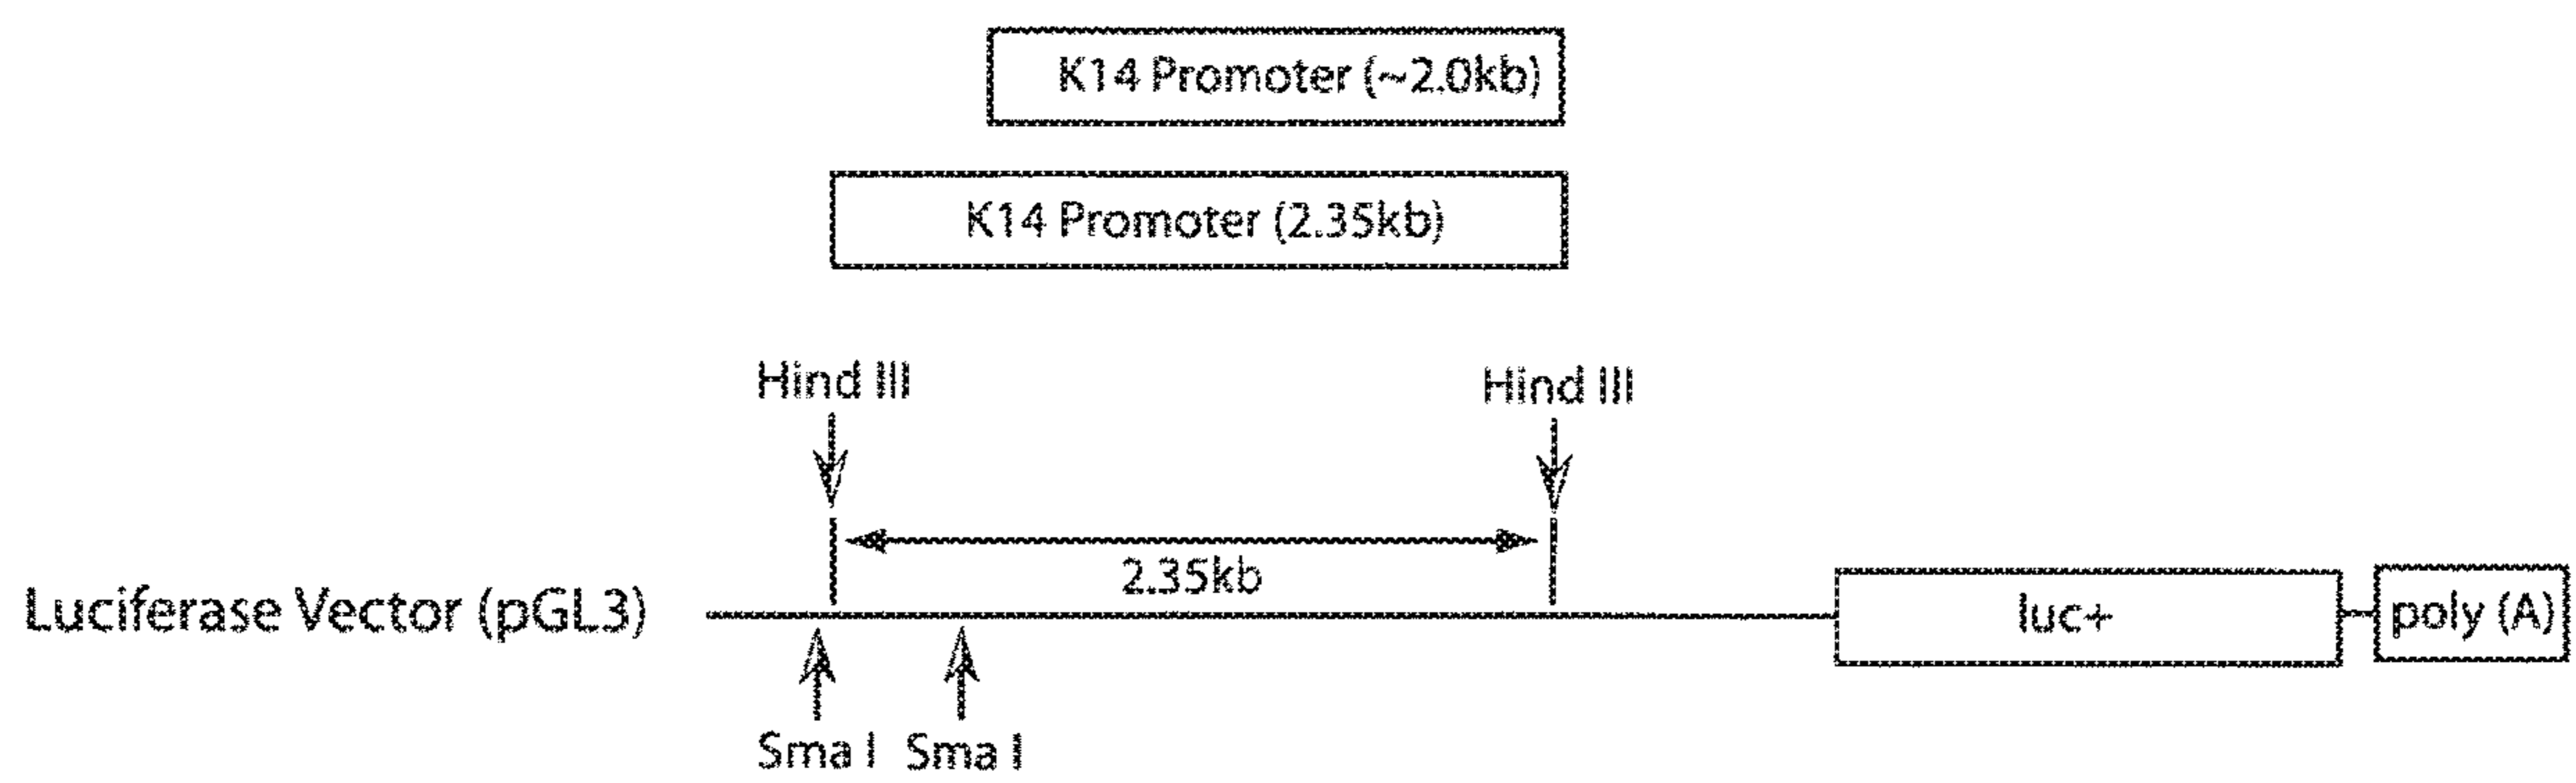 K14 Promoter (~2.0kb)
K14 Promoter (2.35kb)
Hind III
Hind III
2.35kb
Luciferase Vector (pGL3)
luc+
poly (A)
Sma I
Sma I